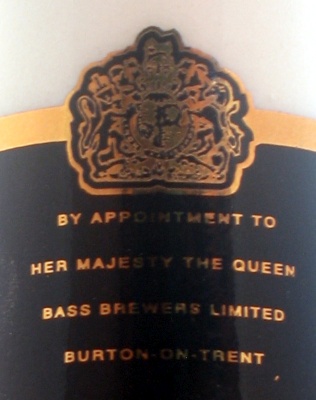 BY APPOINTMENT TO
HER MAJESTY THE QUEEN
BASS BREWERS LIMITED
BURTON-ON-TRENT